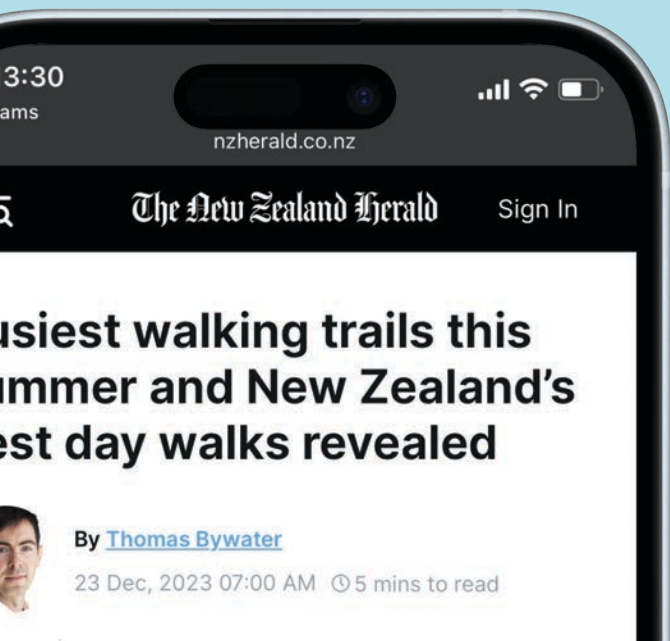 3:30
ams
nzherald.co.nz
The New Zealand Herald
Sign In
usiest walking trails this
ummer and New Zealand's
est day walks revealed
By Thomas Bywater
23 Dec, 2023 07:00 AM 5 mins to read